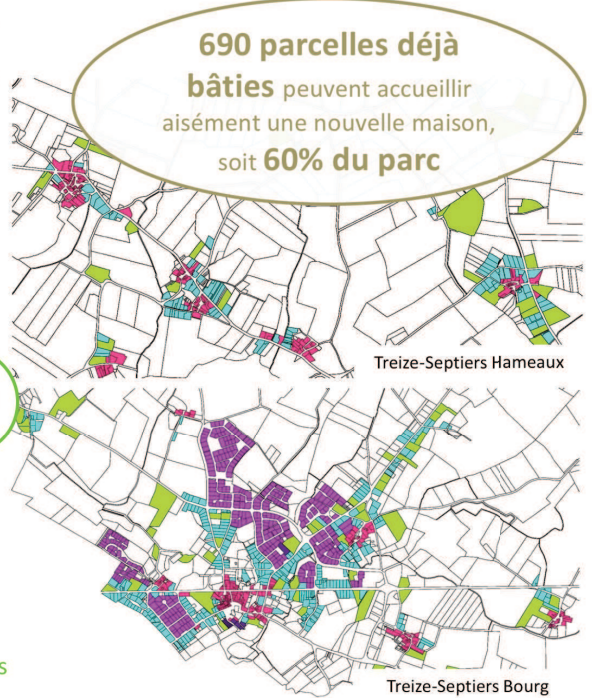 690 parcelles déjà
bâties peuvent accueillir
aisément une nouvelle maison,
soit 60% du parc
Treize-Septiers Hameaux
s
Treize-Septiers Bourg